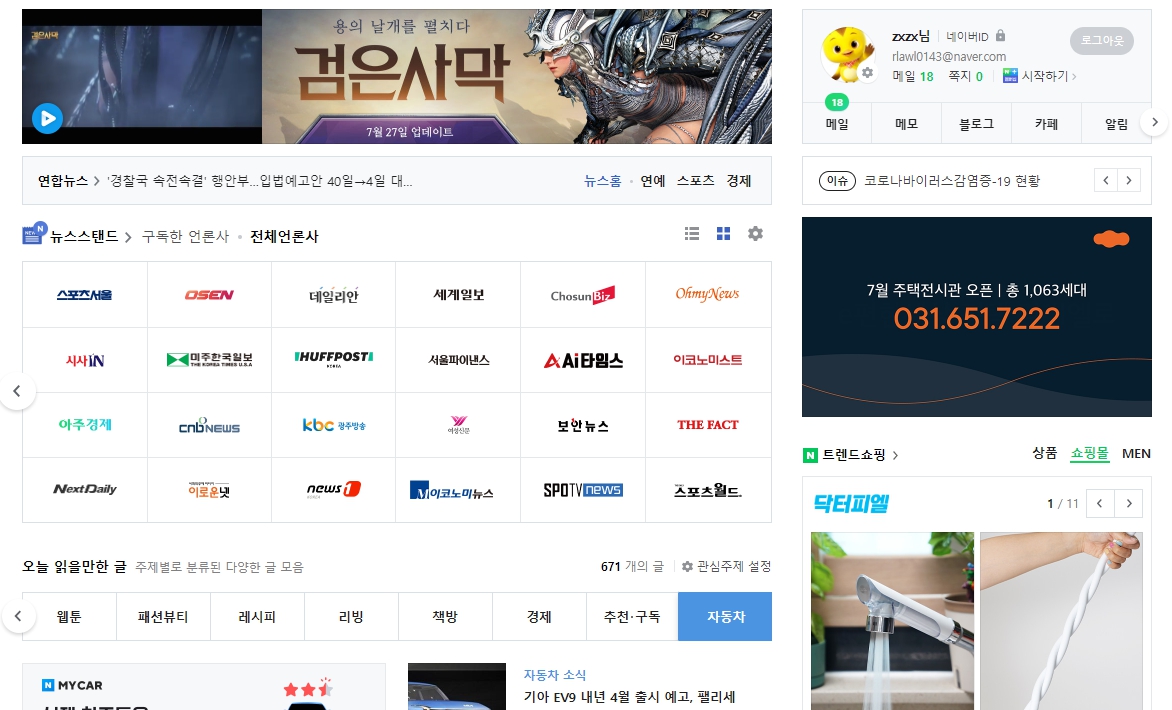 검은사막
용의 날개를 펼치다
검은사막
7월 27일 업데이트
zxzx님 네이버ID
로그아웃
rlawl0143@naver.com
메일 18 쪽지 0 시작하기
18
메일 메모 블로그 카페 알림
연합뉴스 > '경찰국 속전속결' 행안부...입법예고안 40일→4일 대...
뉴스홈 · 연예 스포츠 경제
이슈 코로나바이러스감염증-19 현황
NEW N 뉴스스탠드 > 구독한 언론사 · 전체언론사
스포츠서울 OSEN 데일리안 세계일보 ChosunBiz OhmyNews
시사IN 미주한국일보 THE KOREA TIMES U.S.A HUFFPOST KOREA 서울파이낸스 Ai타임스 이코노미스트
아주경제 cnbNEWS kbc 광주방송 여성신문 보안뉴스 THE FACT
NextDaily 이로운넷 news1 M이코노미뉴스 SPOTV news 스포츠월드.
7월 주택전시관 오픈 | 총 1,063세대
031.651.7222
N 트렌드쇼핑 > 상품 쇼핑몰 MEN
닥터피엘 1 / 11
오늘 읽을만한 글 주제별로 분류된 다양한 글 모음
671 개의 글 관심주제 설정
웹툰 패션뷰티 레시피 리빙 책방 경제 추천·구독 자동차
N MYCAR
자동차 소식
기아 EV9 내년 4월 출시 예고, 팰리세